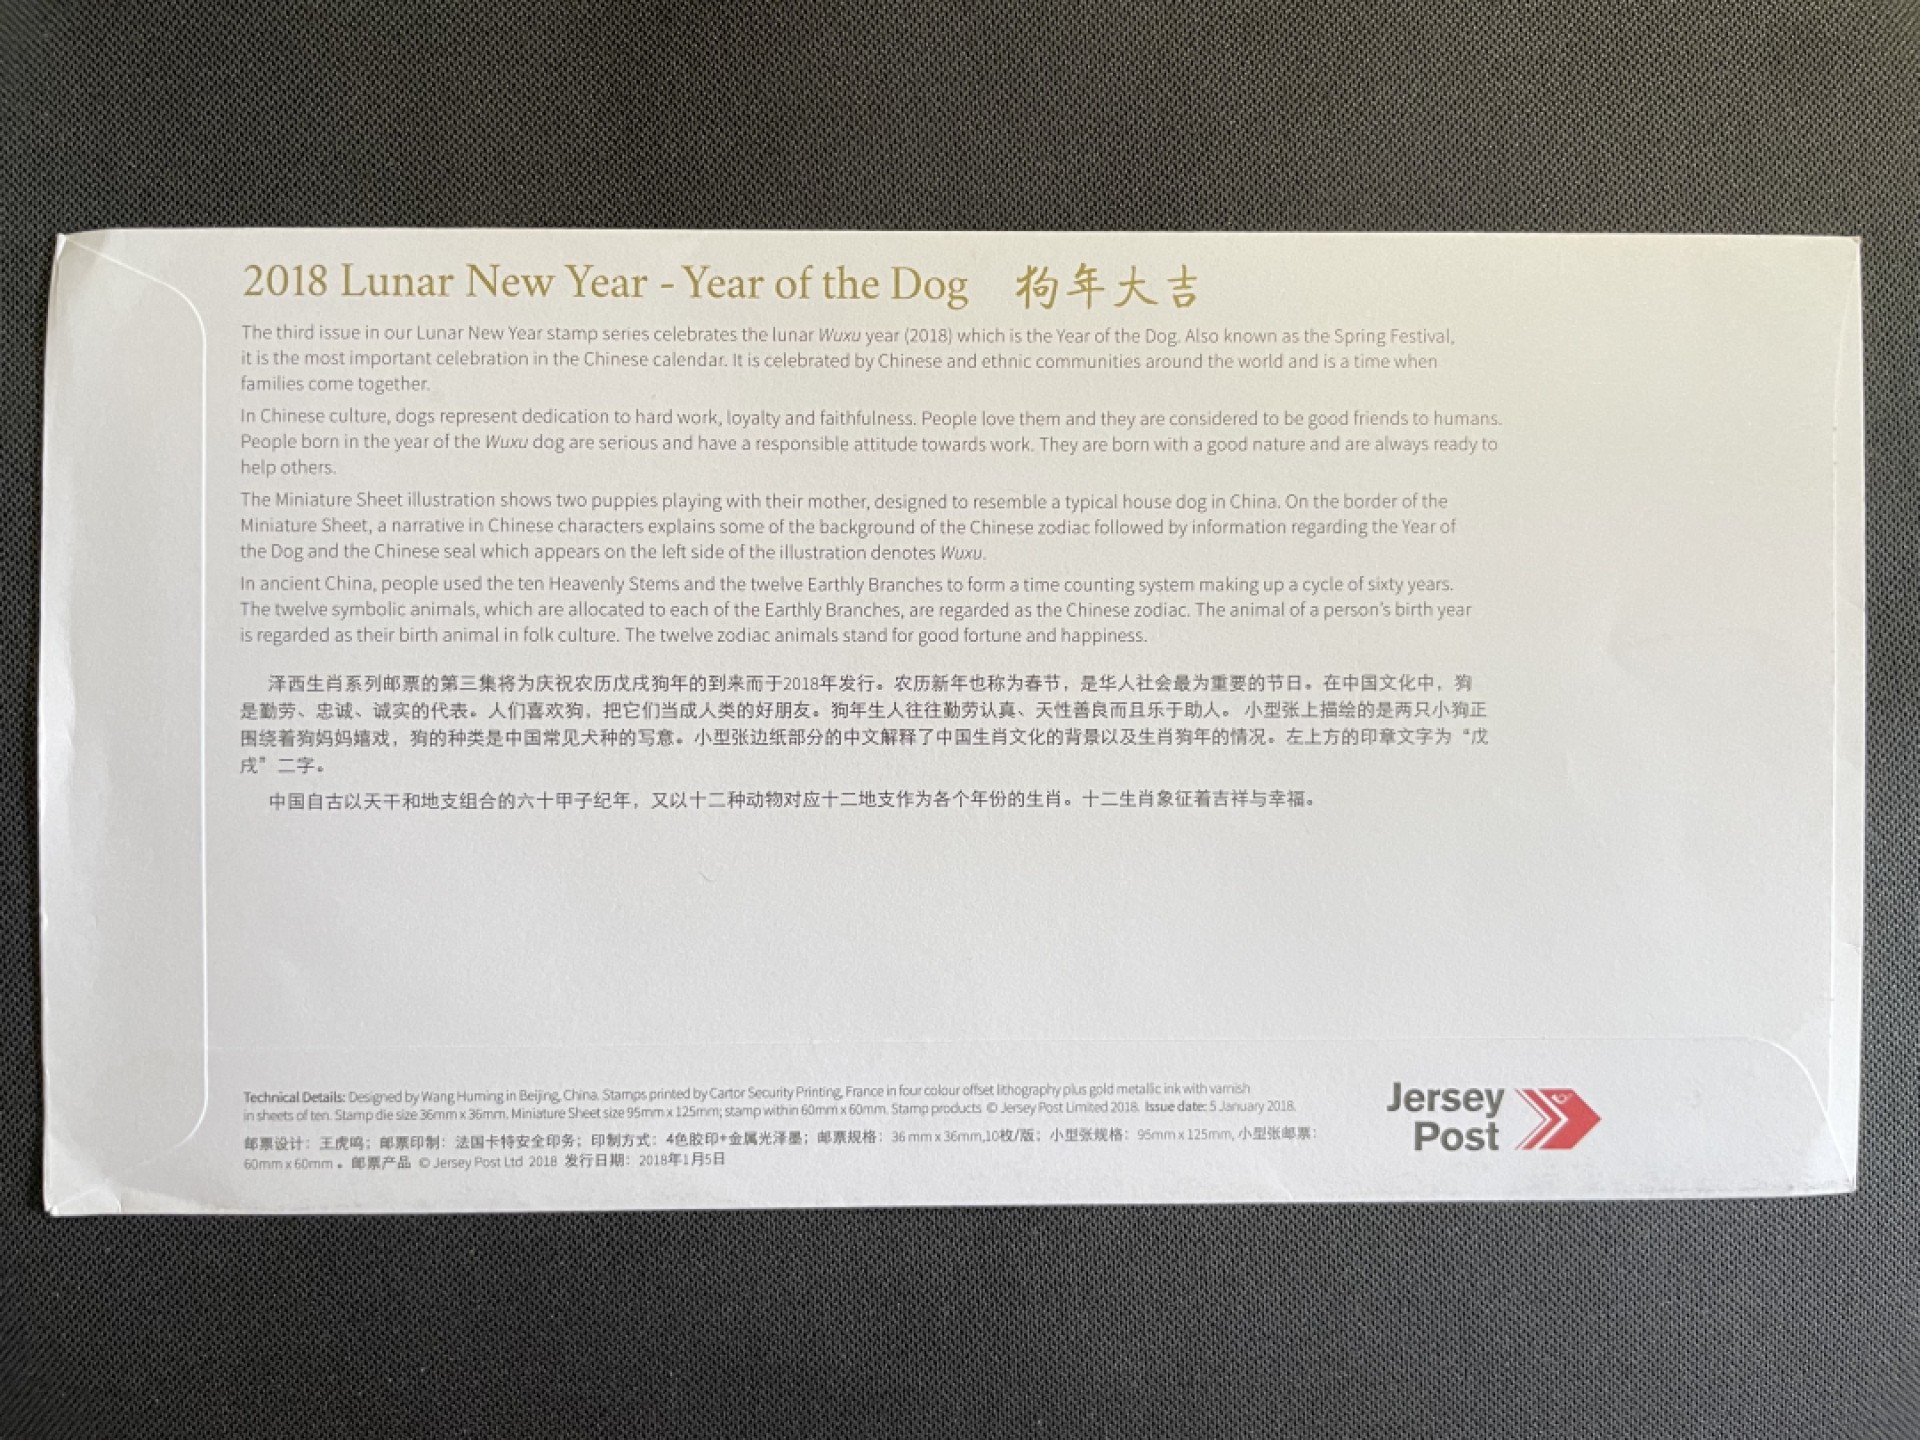 2018 Lunar New Year - Year of the Dog 狗年大吉
The third issue in our Lunar New Year stamp series celebrates the lunar Wuxu year (2018) which is the Year of the Dog. Also known as the Spring Festival,
it is the most important celebration in the Chinese calendar. It is celebrated by Chinese and ethnic communities around the world and is a time when
families come together.
In Chinese culture, dogs represent dedication to hard work, loyalty and faithfulness. People love them and they are considered to be good friends to humans.
People born in the year of the Wuxu dog are serious and have a responsible attitude towards work. They are born with a good nature and are always ready to
help others.
The Miniature Sheet illustration shows two puppies playing with their mother, designed to resemble a typical house dog in China. On the border of the
Miniature Sheet, a narrative in Chinese characters explains some of the background of the Chinese zodiac followed by information regarding the Year of
the Dog and the Chinese seal which appears on the left side of the illustration denotes Wuxu.
In ancient China, people used the ten Heavenly Stems and the twelve Earthly Branches to form a time counting system making up a cycle of sixty years.
The twelve symbolic animals, which are allocated to each of the Earthly Branches, are regarded as the Chinese zodiac. The animal of a person's birth year
is regarded as their birth animal in folk culture. The twelve zodiac animals stand for good fortune and happiness.
泽西生肖系列邮票的第三集将为庆祝农历戊戌狗年的到来而于2018年发行。农历新年也称为春节，是华人社会最为重要的节日。在中国文化中，狗
是勤劳、忠诚、诚实的代表。人们喜欢狗，把它们当成人类的好朋友。狗年生人往往勤劳认真、天性善良而且乐于助人。 小型张上描绘的是两只小狗正
围绕着狗妈妈嬉戏，狗的种类是中国常见犬种的写意。小型张边纸部分的中文解释了中国生肖文化的背景以及生肖狗年的情况。左上方的印章文字为“戊
戌”二字。
中国自古以天干和地支组合的六十甲子纪年，又以十二种动物对应十二地支作为各个年份的生肖。十二生肖象征着吉祥与幸福。
Technical Details: Designed by Wang Huming in Beijing, China. Stamps printed by Cartor Security Printing, France in four colour offset lithography plus gold metallic ink with varnish
in sheets of ten. Stamp die size 36mm x 36mm. Miniature Sheet size 95mm x 125mm; stamp within 60mm x 60mm. Stamp products © Jersey Post Limited 2018. Issue date: 5 January 2018.
邮票设计：王虎鸣；邮票印制：法国卡特安全印务；印制方式：4色胶印+金属光泽墨；邮票规格：36 mm x 36mm,10枚/版；小型张规格：95mm x 125mm, 小型张邮票：
60mm x 60mm。邮票产品 © Jersey Post Ltd 2018 发行日期：2018年1月5日
Jersey
Post